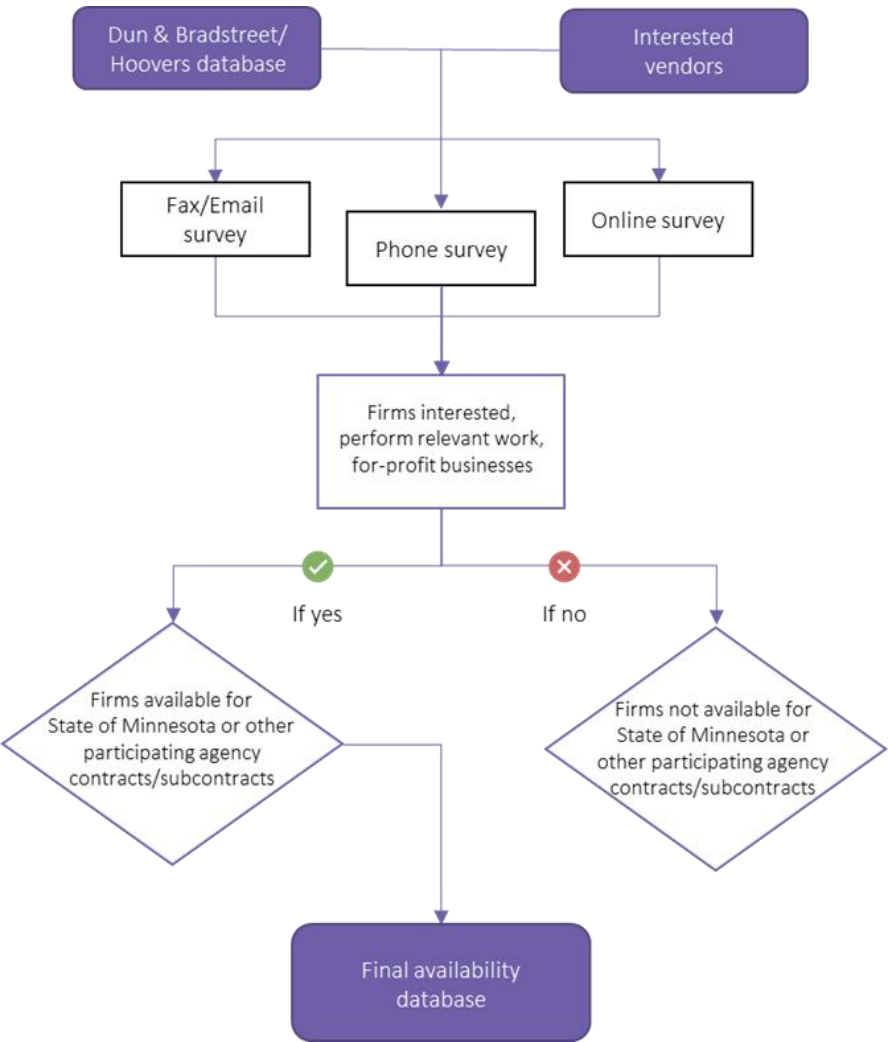 Dun & Bradstreet/
Hoovers database
Interested
vendors
Fax/Email
survey
Phone survey
Online survey
Firms interested,
perform relevant work,
for-profit businesses
If yes
If no
Firms available for
State of Minnesota or other
participating agency
contracts/subcontracts
Firms not available for
State of Minnesota or
other participating agency
contracts/subcontracts
Final availability
database